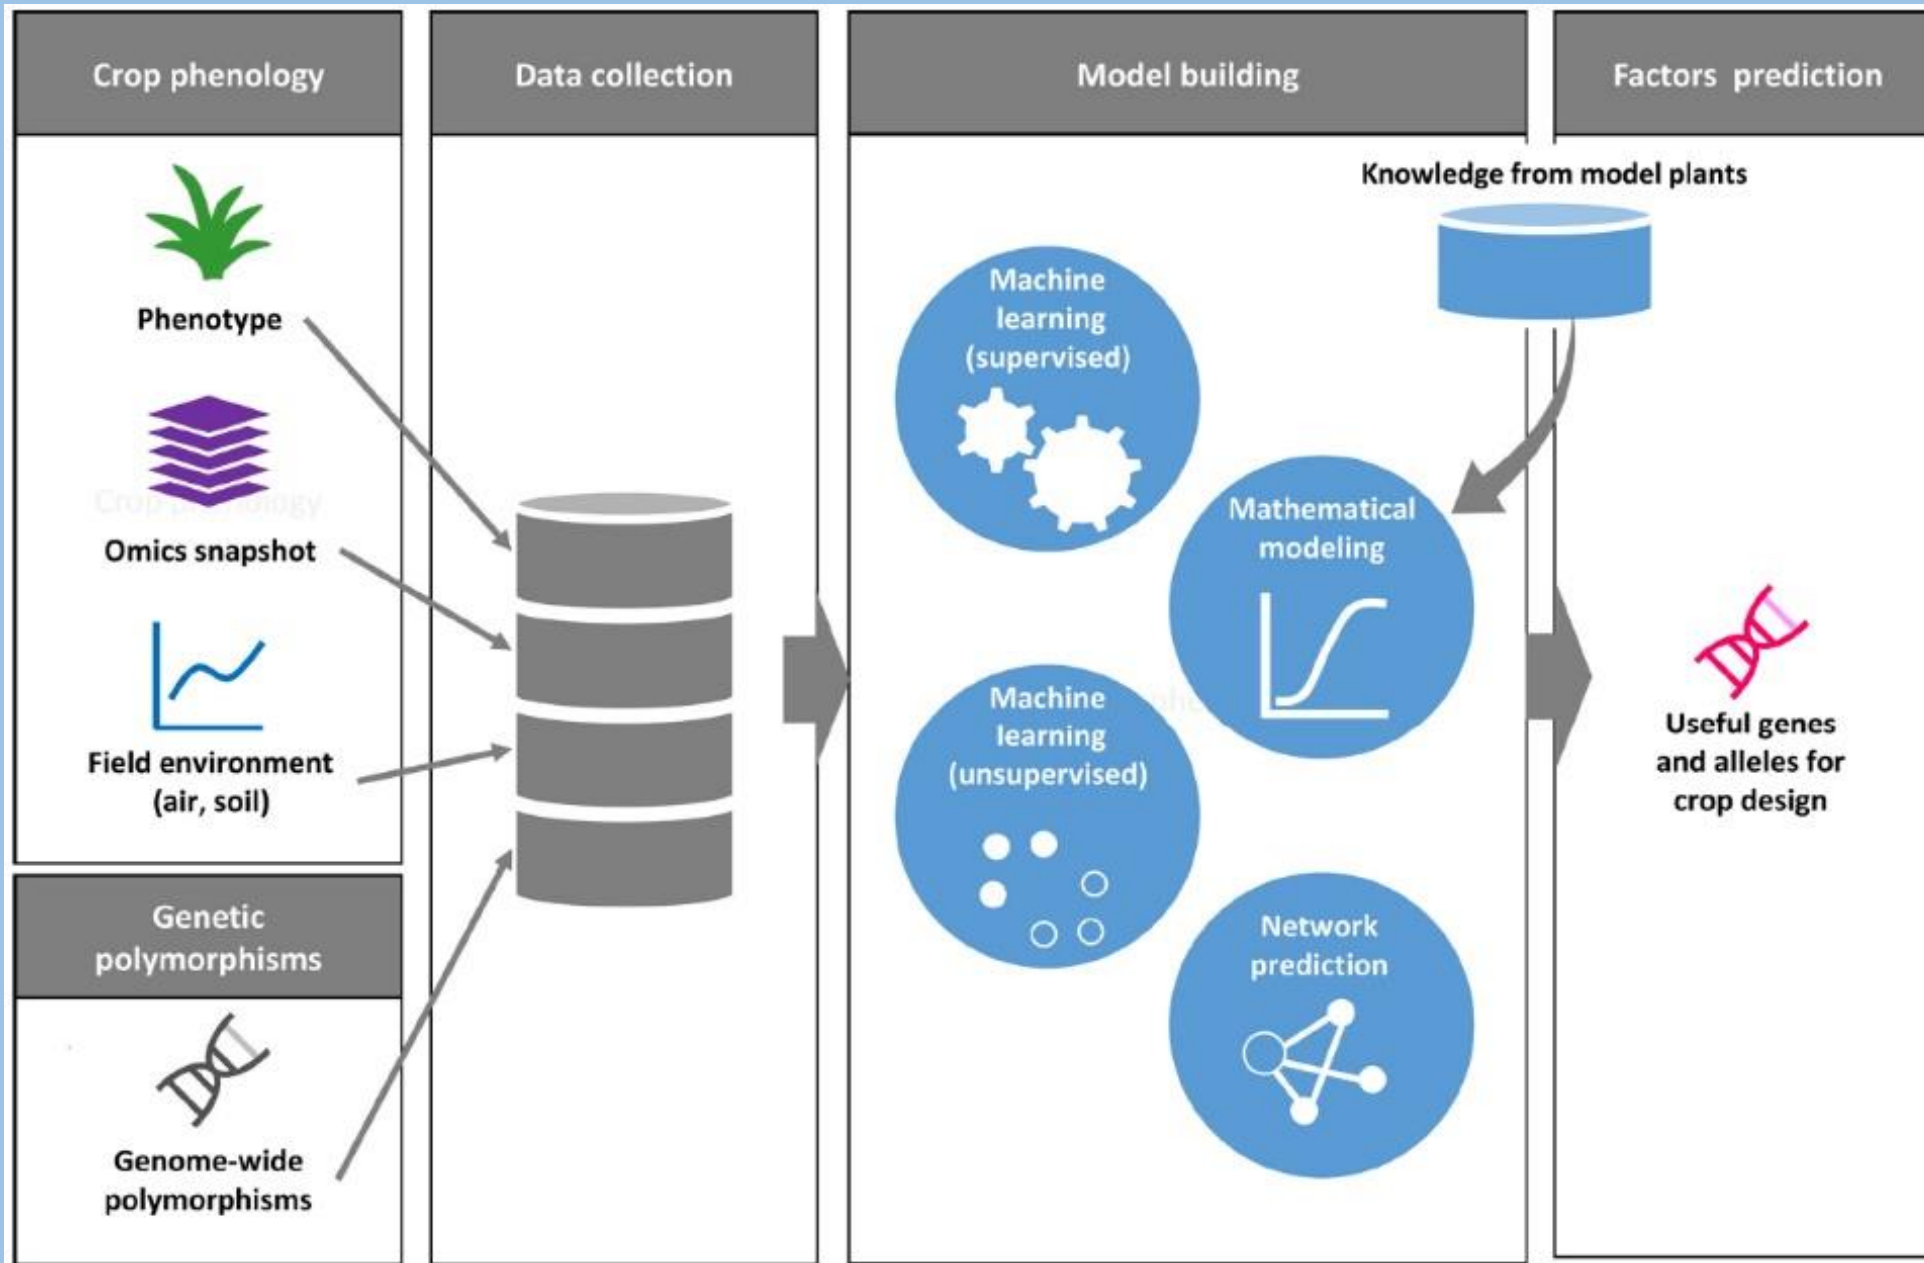 Crop phenology
Data collection
Model building
Factors  prediction
Phenotype
Crop phenology
Omics snapshot
Field environment
(air, soil)
Genetic
polymorphisms
Genome-wide
polymorphisms
Knowledge from model plants
Machine
learning
(supervised)
Mathematical
modeling
Machine
learning
(unsupervised)
Network
prediction
Useful genes
and alleles for
crop design